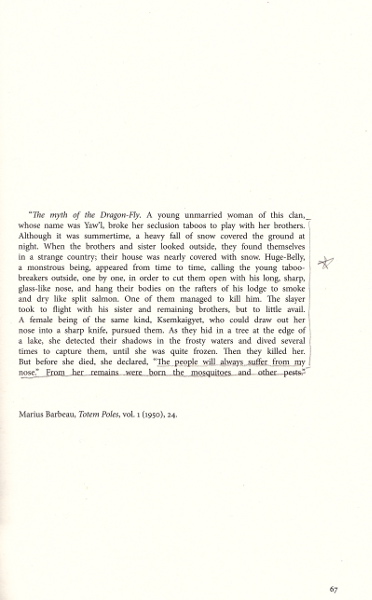 "The myth of the Dragon-Fly. A young unmarried woman of this clan,
whose name was Yaw'l, broke her seclusion taboos to play with her brothers.
Although it was summertime, a heavy fall of snow covered the ground at
night. When the brothers and sister looked outside, they found themselves
in a strange country; their house was nearly covered with snow. Huge-Belly,
a monstrous being, appeared from time to time, calling the young taboo-
breakers outside, one by one, in order to cut them open with his long, sharp,
glass-like nose, and hang their bodies on the rafters of his lodge to smoke
and dry like split salmon. One of them managed to kill him. The slayer
took to flight with his sister and remaining brothers, but to little avail.
A female being of the same kind, Ksemkaigyet, who could draw out her
nose into a sharp knife, pursued them. As they hid in a tree at the edge of
a lake, she detected their shadows in the frosty waters and dived several
times to capture them, until she was quite frozen. Then they killed her.
But before she died, she declared, "The people will always suffer from my
nose." From her remains were born the mosquitoes and other pests."
Marius Barbeau, Totem Poles, vol. 1 (1950), 24.
67